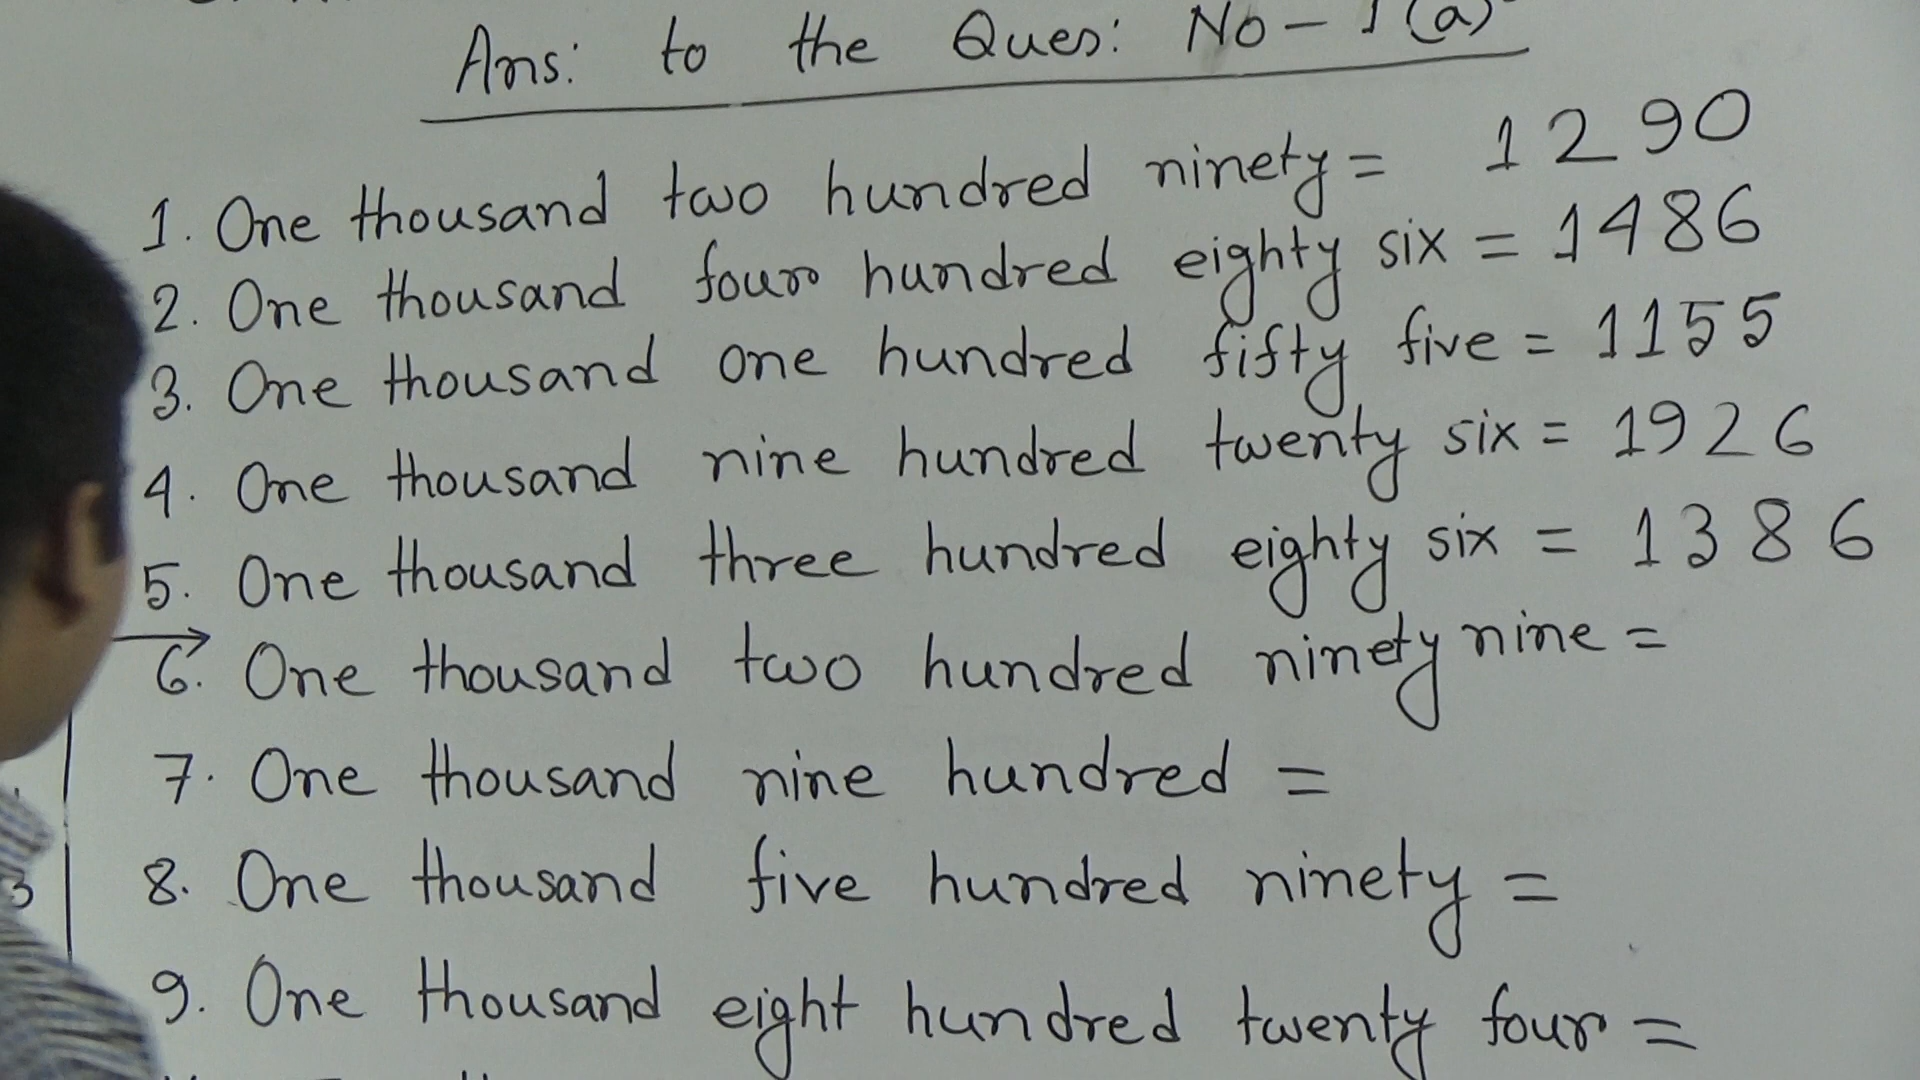 Ans: to the Ques: No - 1 (a)
1. One thousand two hundred ninety = 1290
2. One thousand four hundred eighty six = 1486
3. One thousand one hundred fifty five = 1155
4. One thousand nine hundred twenty six = 1926
5. One thousand three hundred eighty six = 1386
6. One thousand two hundred ninety nine =
7. One thousand nine hundred =
8. One thousand five hundred ninety =
9. One thousand eight hundred twenty four =
3